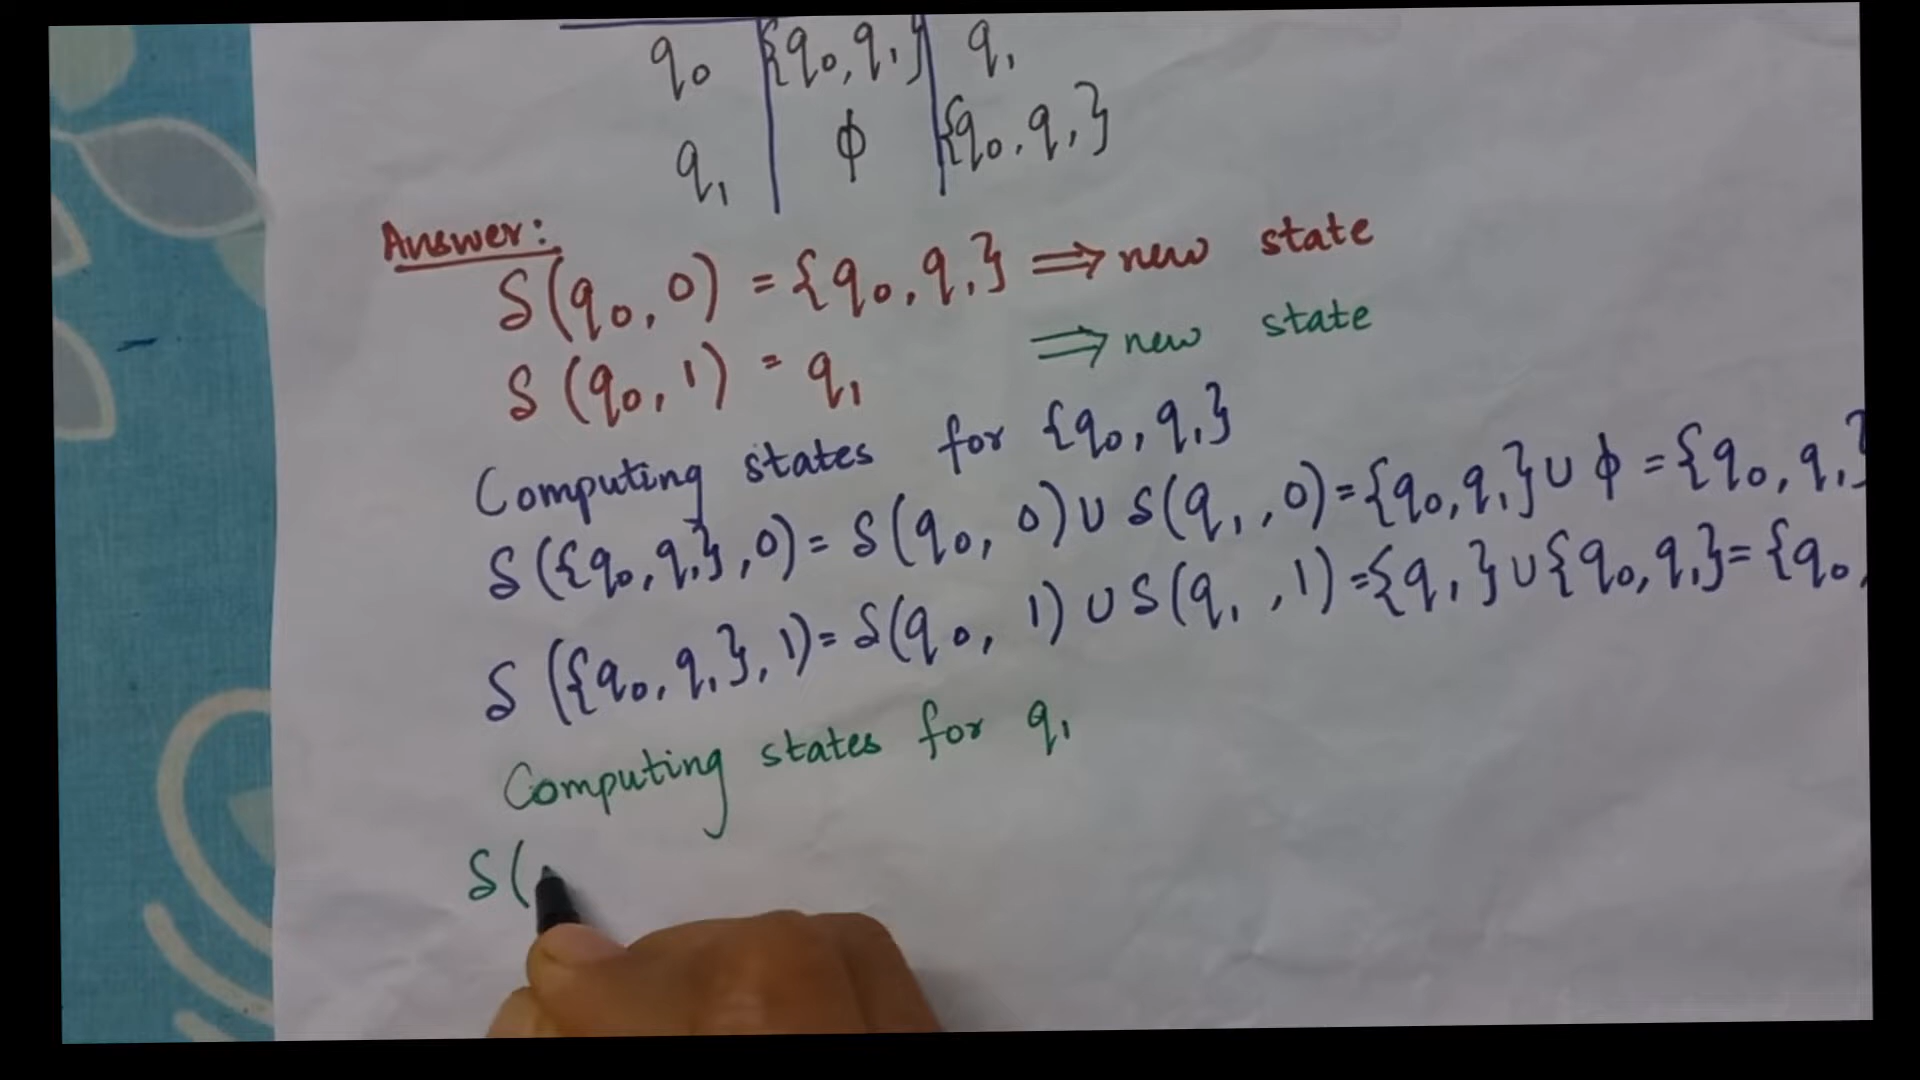 q₀ {q₀, q₁} q₁
q₁ ϕ {q₀, q₁}
Answer:
δ(q₀, 0) = {q₀, q₁} ⟹ new state
δ(q₀, 1) = q₁ ⟹ new state
Computing states for {q₀, q₁}
δ({q₀, q₁}, 0) = δ(q₀, 0) ∪ δ(q₁, 0) = {q₀, q₁} ∪ ϕ = {q₀, q₁}
δ({q₀, q₁}, 1) = δ(q₀, 1) ∪ δ(q₁, 1) = {q₁} ∪ {q₀, q₁} = {q₀,
Computing states for q₁
δ(